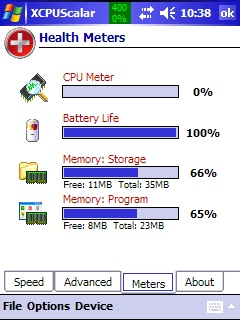 XCPUScalar 400 0% 10:38 ok
Health Meters
CPU Meter
0%
Battery Life
100%
Memory: Storage
66%
Free: 11MB Total: 35MB
Memory: Program
65%
Free: 8MB Total: 23MB
Speed Advanced Meters About
File Options Device